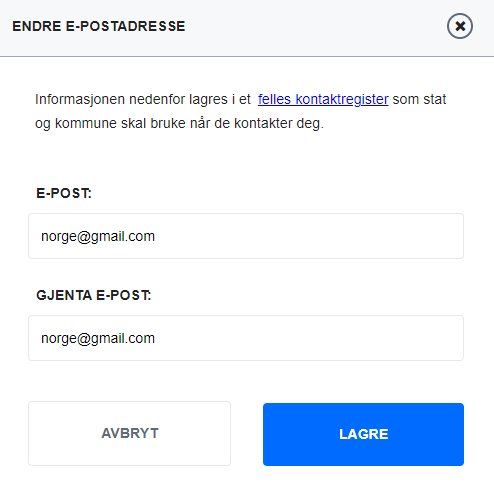 ENDRE E-POSTADRESSE
Informasjonen nedenfor lagres i et felles kontaktregister som stat
og kommune skal bruke når de kontakter deg.
E-POST:
norge@gmail.com
GJENTA E-POST:
norge@gmail.com
AVBRYT
LAGRE